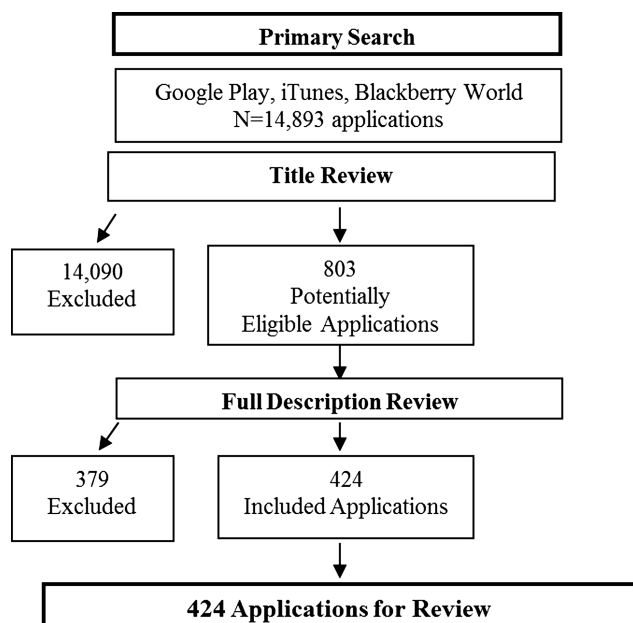 Primary Search
Google Play, iTunes, Blackberry World
N=14,893 applications
Title Review
14,090
Excluded
803
Potentially
Eligible Applications
Full Description Review
379
Excluded
424
Included Applications
424 Applications for Review